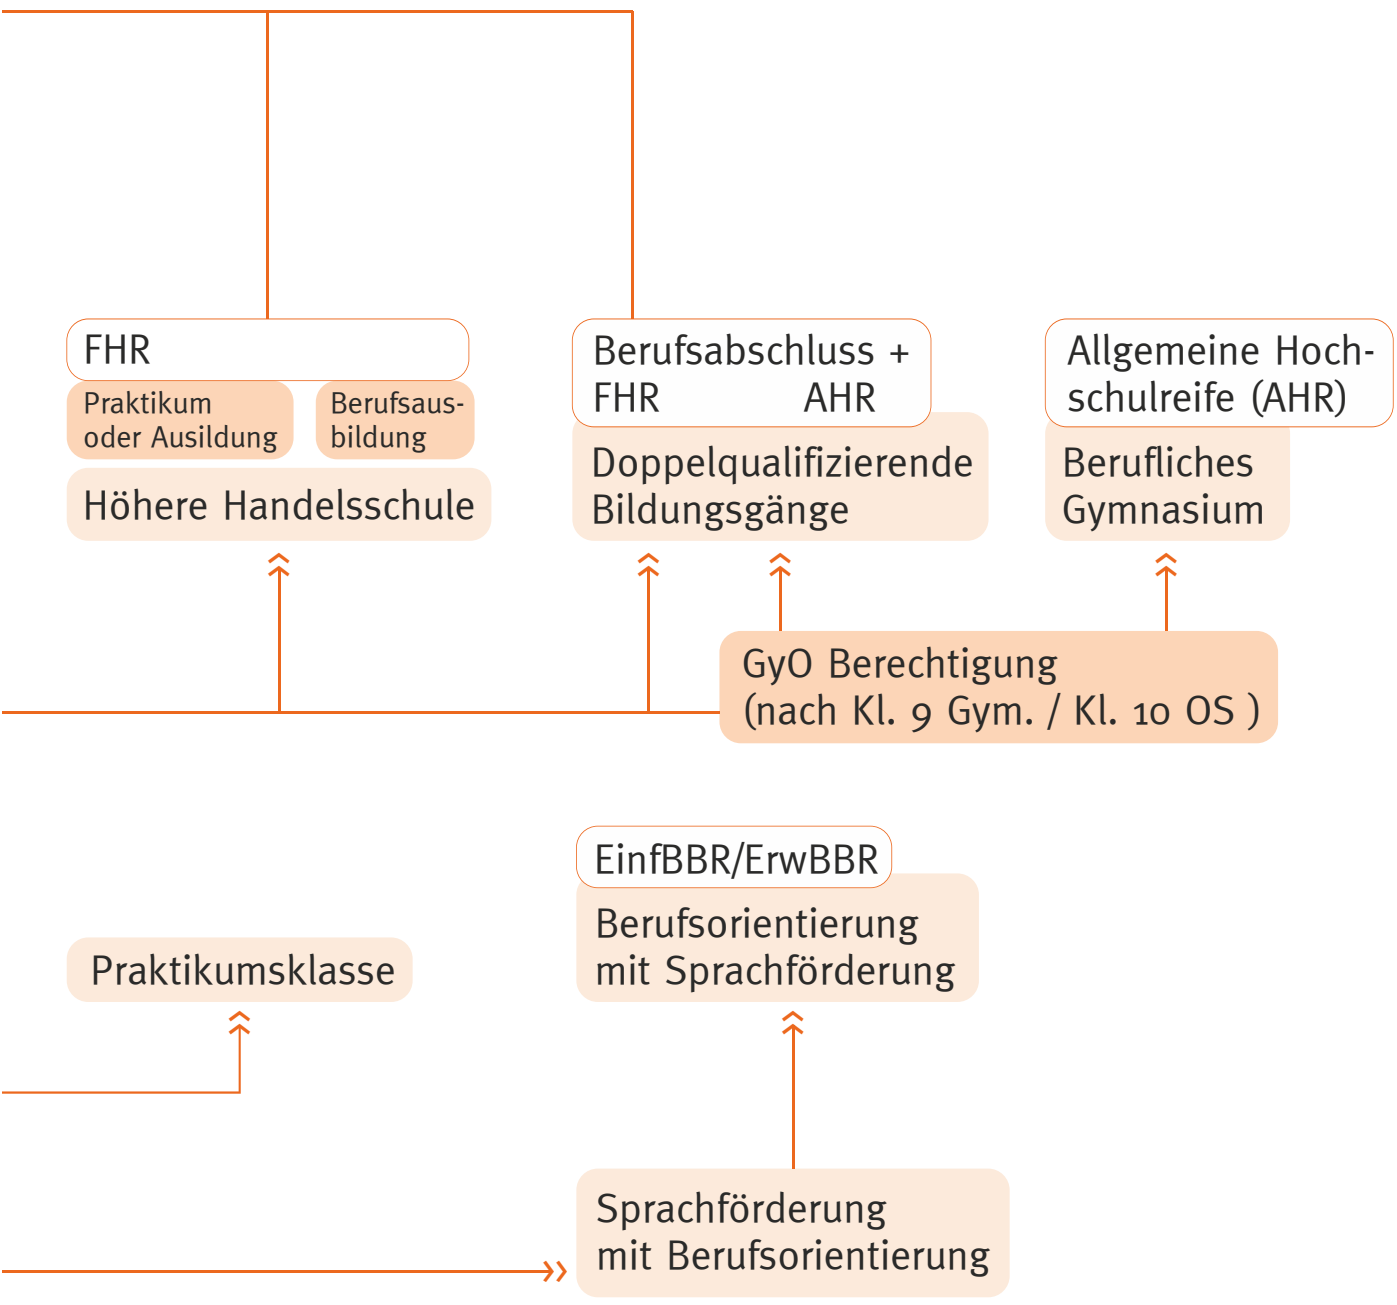 FHR
Praktikum
oder Ausildung
Berufsaus-
bildung
Höhere Handelsschule
Berufsabschluss +
FHR AHR
Doppelqualifizierende
Bildungsgänge
Allgemeine Hoch-
schulreife (AHR)
Berufliches
Gymnasium
GyO Berechtigung
(nach Kl. 9 Gym. / Kl. 10 OS )
EinfBBR/ErwBBR
Berufsorientierung
mit Sprachförderung
Praktikumsklasse
Sprachförderung
mit Berufsorientierung